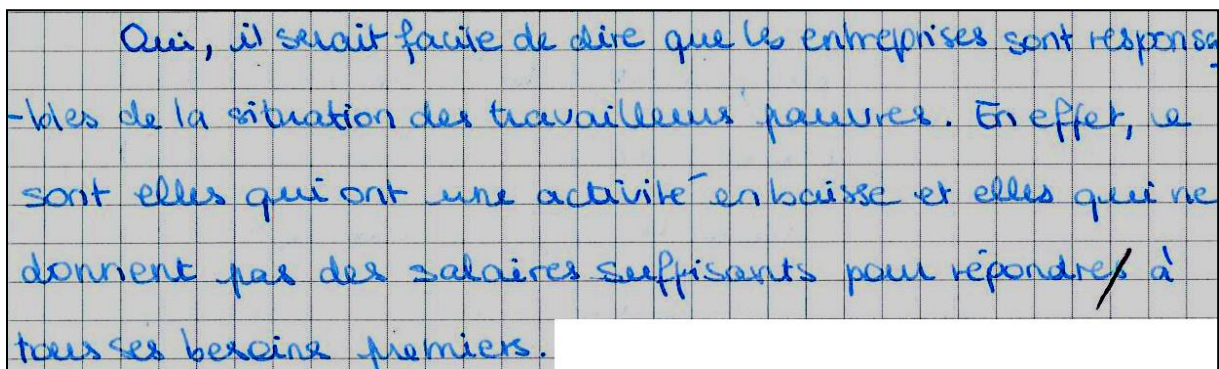 Oui, il serait facile de dire que les entreprises sont responsa
-bles de la situation des travailleurs pauvres. En effet, ce
sont elles qui ont une activité en baisse et elles qui ne
donnent pas des salaires suffisants pour répondres à
tous ses besoins premiers.